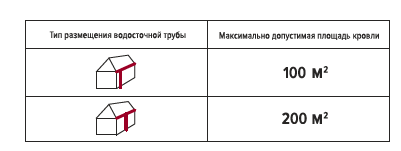 Тип размещения водосточной трубы
Максимально допустимая площадь кровли
100 м²
200 м²